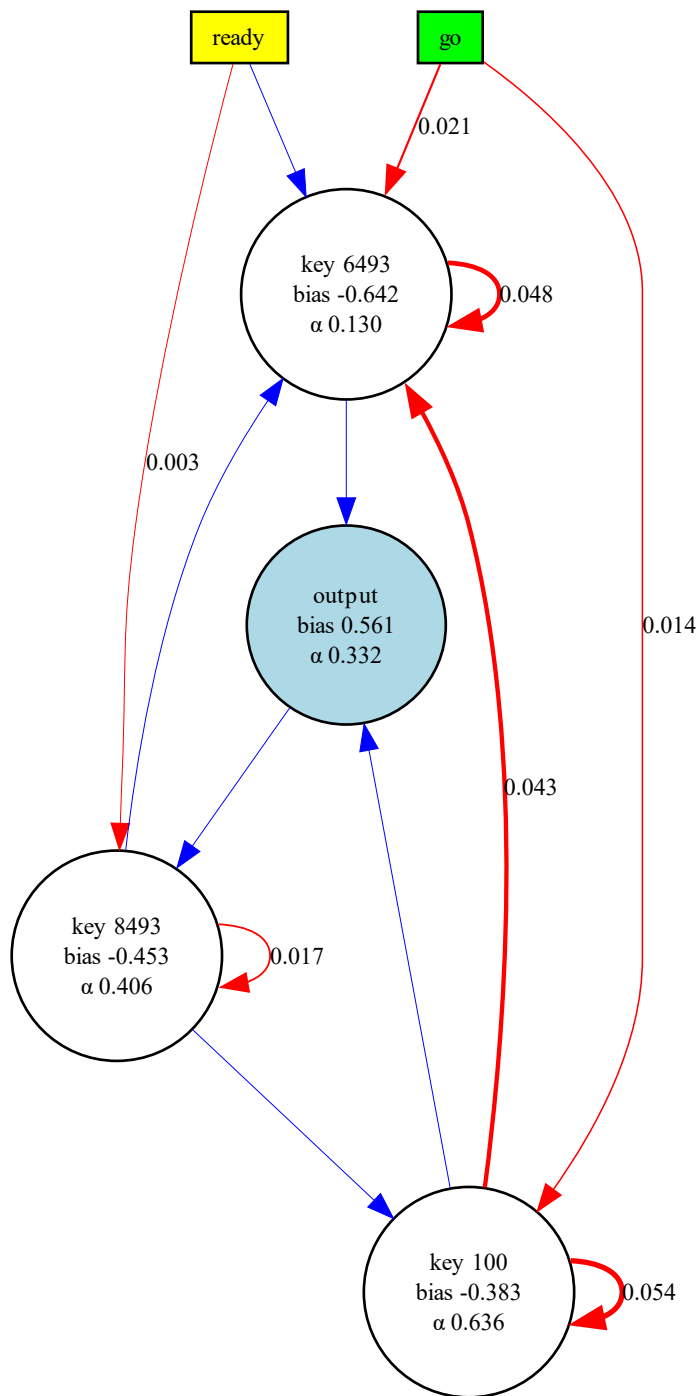 ready
go
0.021
key 6493
bias -0.642
α 0.130
0.048
0.003
output
bias 0.561
α 0.332
0.014
0.043
key 8493
bias -0.453
α 0.406
0.017
key 100
bias -0.383
α 0.636
0.054